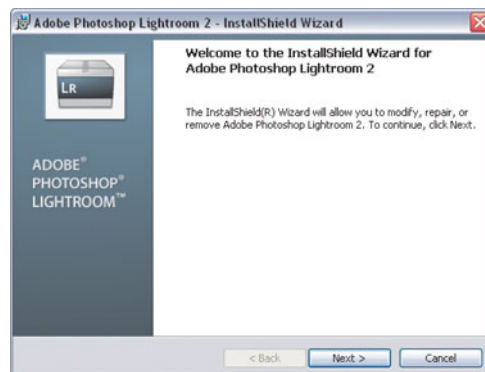 Adobe Photoshop Lightroom 2 - InstallShield Wizard
Welcome to the InstallShield Wizard for
Adobe Photoshop Lightroom 2
LR
The InstallShield(R) Wizard will allow you to modify, repair, or
remove Adobe Photoshop Lightroom 2. To continue, click Next.
ADOBE®
PHOTOSHOP®
LIGHTROOM™
< Back Next > Cancel